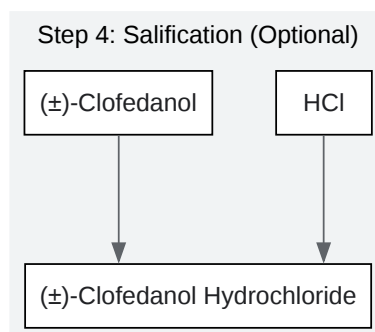 Step 4: Salification (Optional)
(±)-Clofedanol
HCl
(±)-Clofedanol Hydrochloride